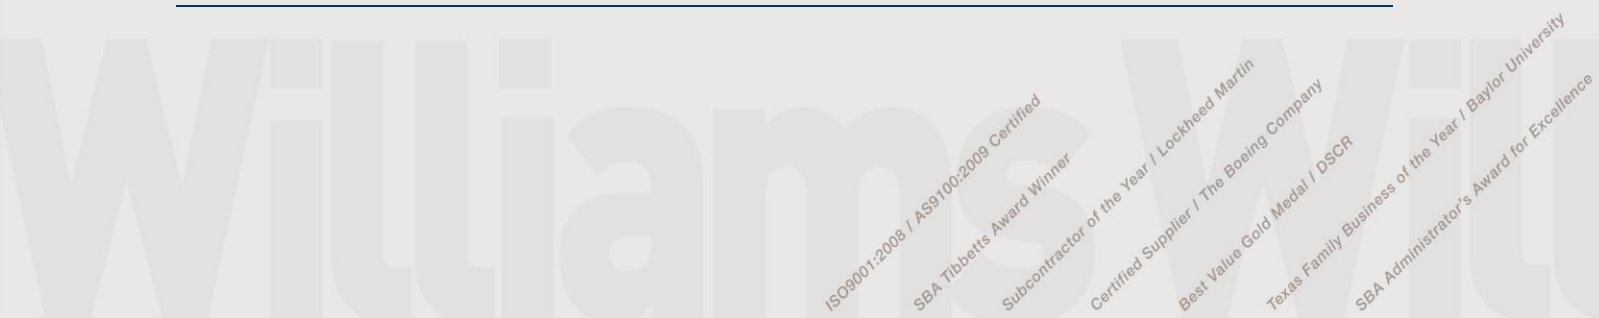 Williams Will
ISO9001:2008 / AS9100:2009 Certified
SBA Tibbetts Award Winner
Subcontractor of the Year / Lockheed Martin
Certified Supplier / The Boeing Company
Best Value Gold Medal / DSCR
Texas Family Business of the Year / Baylor University
SBA Administrator's Award for Excellence